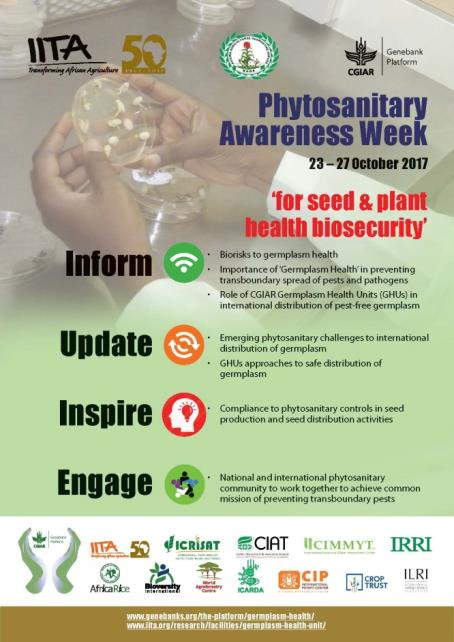 IITA
Transforming African Agriculture
50
CGIAR
Genebank
Platform
Phytosanitary
Awareness Week
23 – 27 October 2017
‘for seed & plant
health biosecurity’
Inform
• Biorisks to germplasm health
• Importance of ‘Germplasm Health’ in preventing
transboundary spread of pests and pathogens
• Role of CGIAR Germplasm Health Units (GHUs) in
international distribution of pest-free germplasm
Update
• Emerging phytosanitary challenges to international
distribution of germplasm
• GHUs approaches to safe distribution of
germplasm
Inspire
• Compliance to phytosanitary controls in seed
production and seed distribution activities
Engage
• National and international phytosanitary
community to work together to achieve common
mission of preventing transboundary pests
CGIAR
Genebank
Platform
IITA
50
ICRISAT
CIAT
CIMMYT
IRRI
AfricaRice
Bioversity
International
World
Agroforestry
Centre
ICARDA
CIP
CROP
TRUST
ILRI
www.genebanks.org/the-platform/germplasm-health/
www.iita.org/research/facilities/germplasm-health-unit/